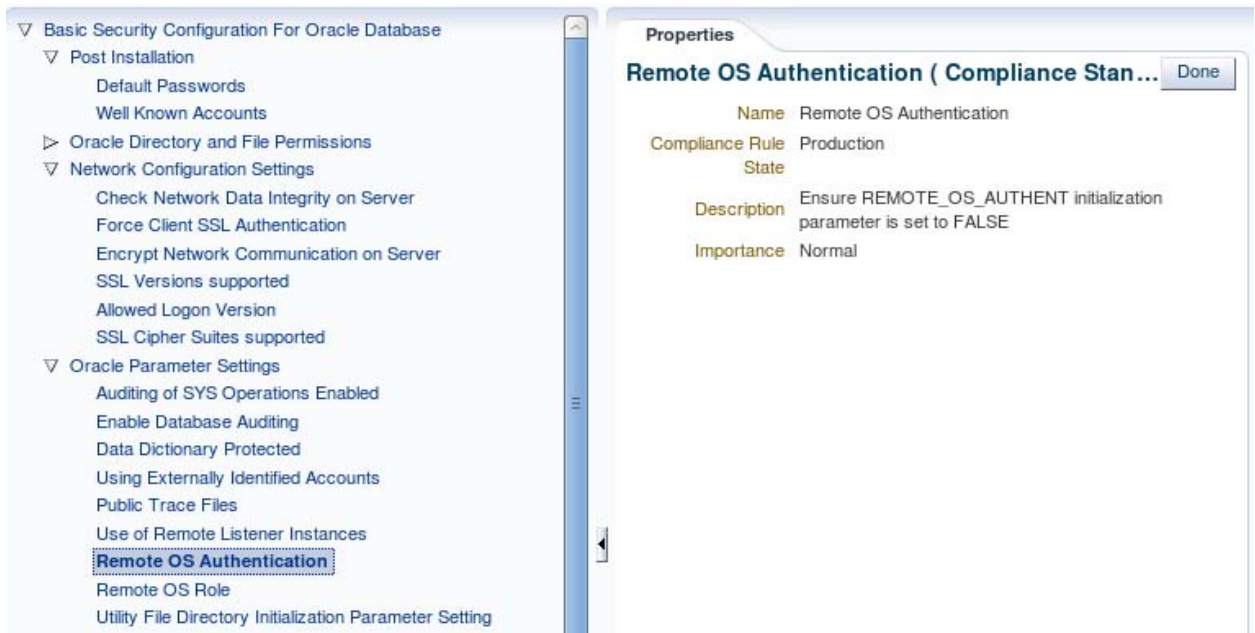 Basic Security Configuration For Oracle Database
Post Installation
Default Passwords
Well Known Accounts
Oracle Directory and File Permissions
Network Configuration Settings
Check Network Data Integrity on Server
Force Client SSL Authentication
Encrypt Network Communication on Server
SSL Versions supported
Allowed Logon Version
SSL Cipher Suites supported
Oracle Parameter Settings
Auditing of SYS Operations Enabled
Enable Database Auditing
Data Dictionary Protected
Using Externally Identified Accounts
Public Trace Files
Use of Remote Listener Instances
Remote OS Authentication
Remote OS Role
Utility File Directory Initialization Parameter Setting
Properties
Remote OS Authentication ( Compliance Stan... Done
Name Remote OS Authentication
Compliance Rule Production
State
Description Ensure REMOTE_OS_AUTHENT initialization
parameter is set to FALSE
Importance Normal